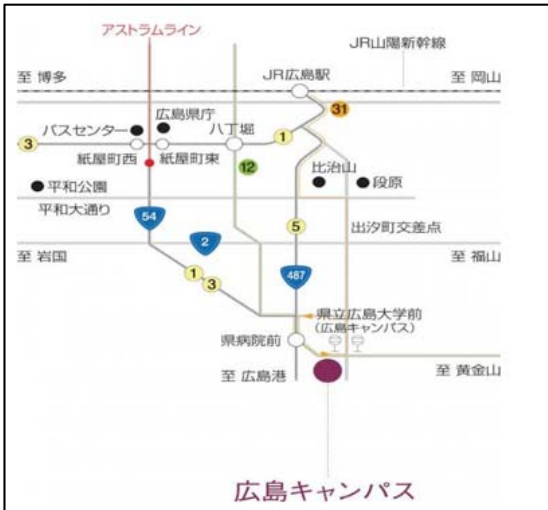 アストラムライン
JR山陽新幹線
至 博多
JR広島駅
至 岡山
31
広島県庁
バスセンター
八丁堀
3
1
紙屋町西
紙屋町東
12
比治山
段原
平和公園
平和大通り
54
5
出汐町交差点
2
至 岩国
至 福山
1
3
487
県立広島大学前
(広島キャンパス)
県病院前
至 広島港
至 黄金山
広島キャンパス